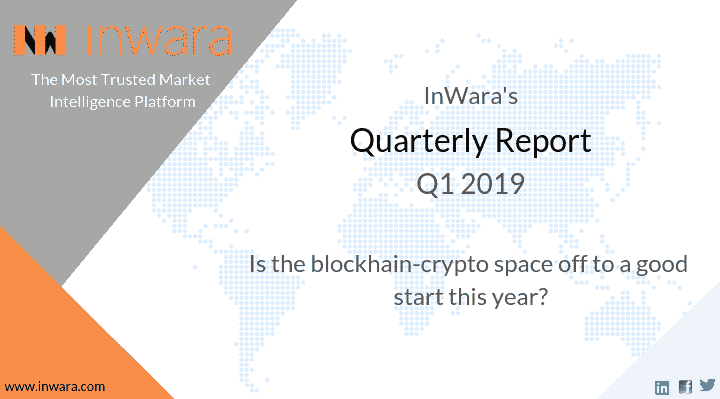 inwara
The Most Trusted Market
Intelligence Platform
InWara's
Quarterly Report
Q1 2019
Is the blockhain-crypto space off to a good
start this year?
www.inwara.com